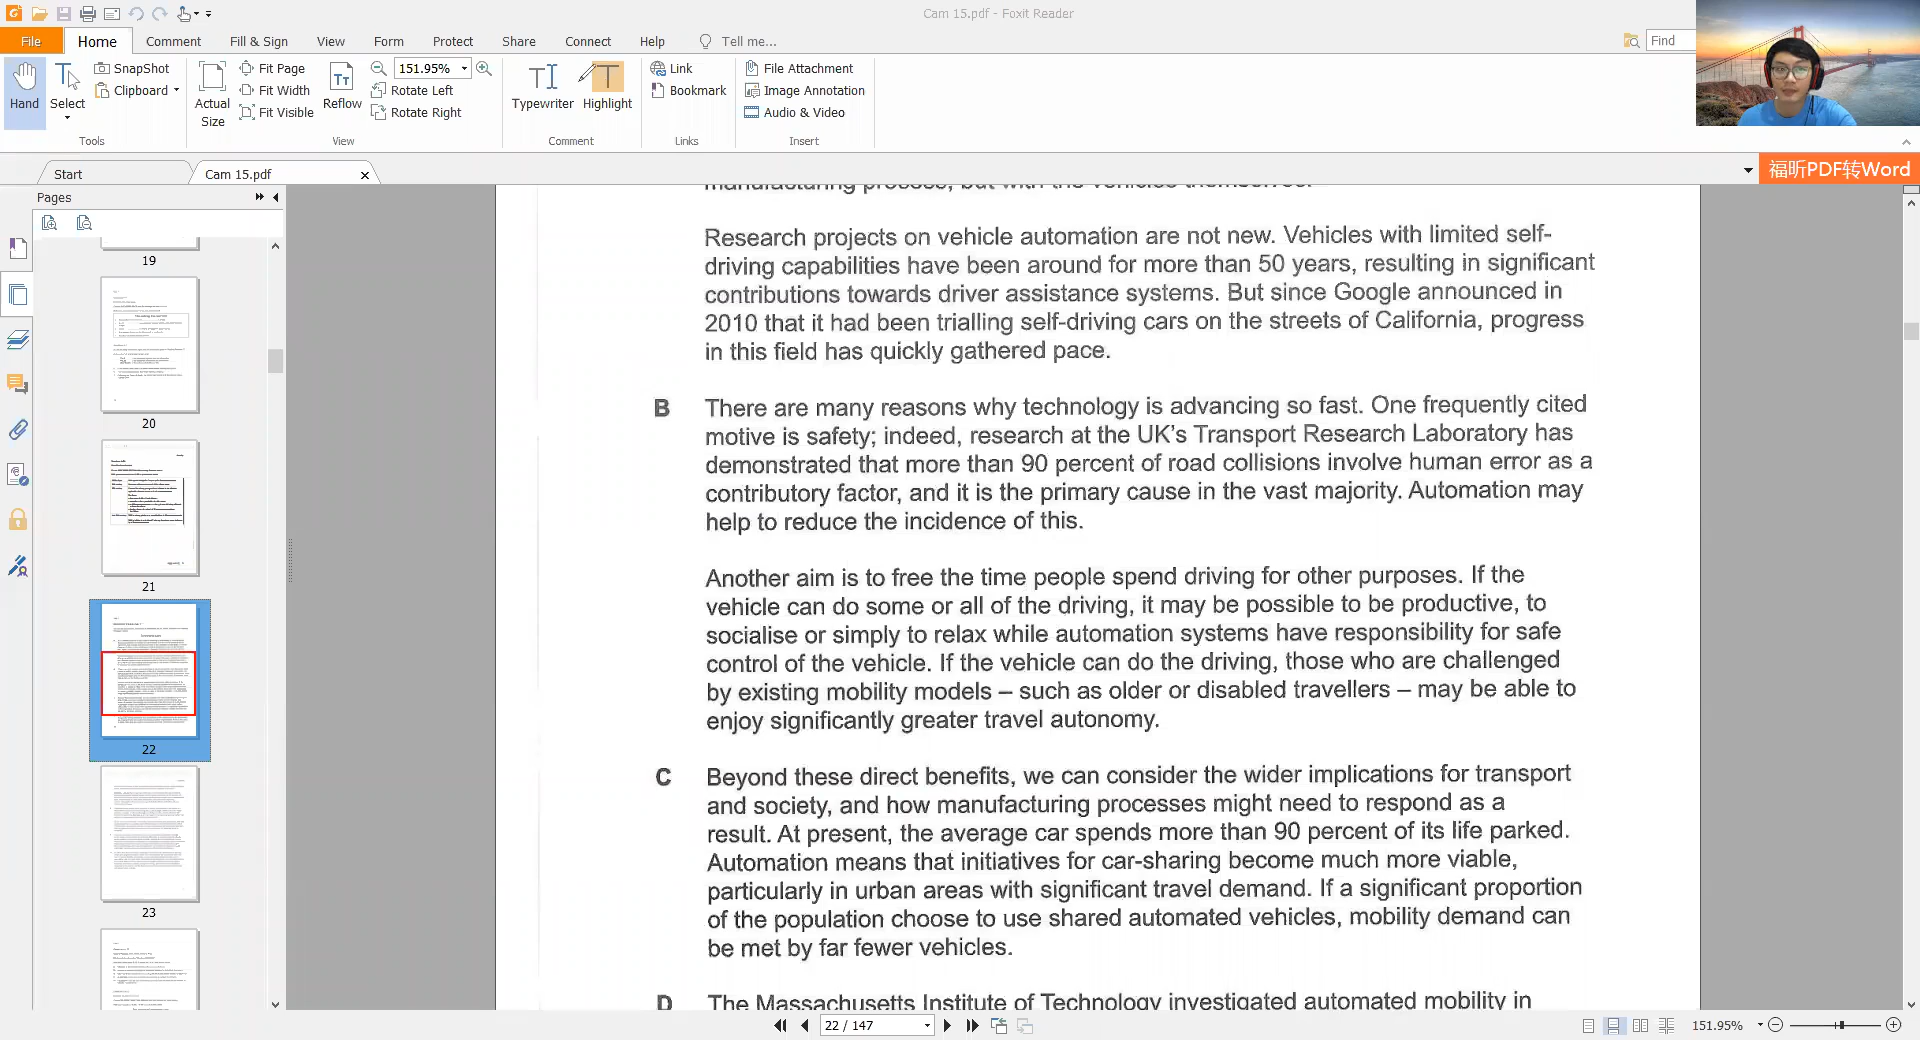 Cam 15.pdf - Foxit Reader
File
Home
Comment
Fill & Sign
View
Form
Protect
Share
Connect
Help
Tell me...
Find
Hand
Select
SnapShot
Clipboard
Tools
Actual
Size
Fit Page
Fit Width
Fit Visible
Reflow
151.95%
Rotate Left
Rotate Right
View
Typewriter
Highlight
Comment
Link
Bookmark
Links
File Attachment
Image Annotation
Audio & Video
Insert
Start
Cam 15.pdf
福昕PDF转Word
Pages
19
20
21
22
23
manufacturing process, but with the vehicles themselves.
Research projects on vehicle automation are not new. Vehicles with limited self-
driving capabilities have been around for more than 50 years, resulting in significant
contributions towards driver assistance systems. But since Google announced in
2010 that it had been trialling self-driving cars on the streets of California, progress
in this field has quickly gathered pace.
B There are many reasons why technology is advancing so fast. One frequently cited
motive is safety; indeed, research at the UK's Transport Research Laboratory has
demonstrated that more than 90 percent of road collisions involve human error as a
contributory factor, and it is the primary cause in the vast majority. Automation may
help to reduce the incidence of this.
Another aim is to free the time people spend driving for other purposes. If the
vehicle can do some or all of the driving, it may be possible to be productive, to
socialise or simply to relax while automation systems have responsibility for safe
control of the vehicle. If the vehicle can do the driving, those who are challenged
by existing mobility models – such as older or disabled travellers – may be able to
enjoy significantly greater travel autonomy.
C Beyond these direct benefits, we can consider the wider implications for transport
and society, and how manufacturing processes might need to respond as a
result. At present, the average car spends more than 90 percent of its life parked.
Automation means that initiatives for car-sharing become much more viable,
particularly in urban areas with significant travel demand. If a significant proportion
of the population choose to use shared automated vehicles, mobility demand can
be met by far fewer vehicles.
D The Massachusetts Institute of Technology investigated automated mobility in
22 / 147
151.95%